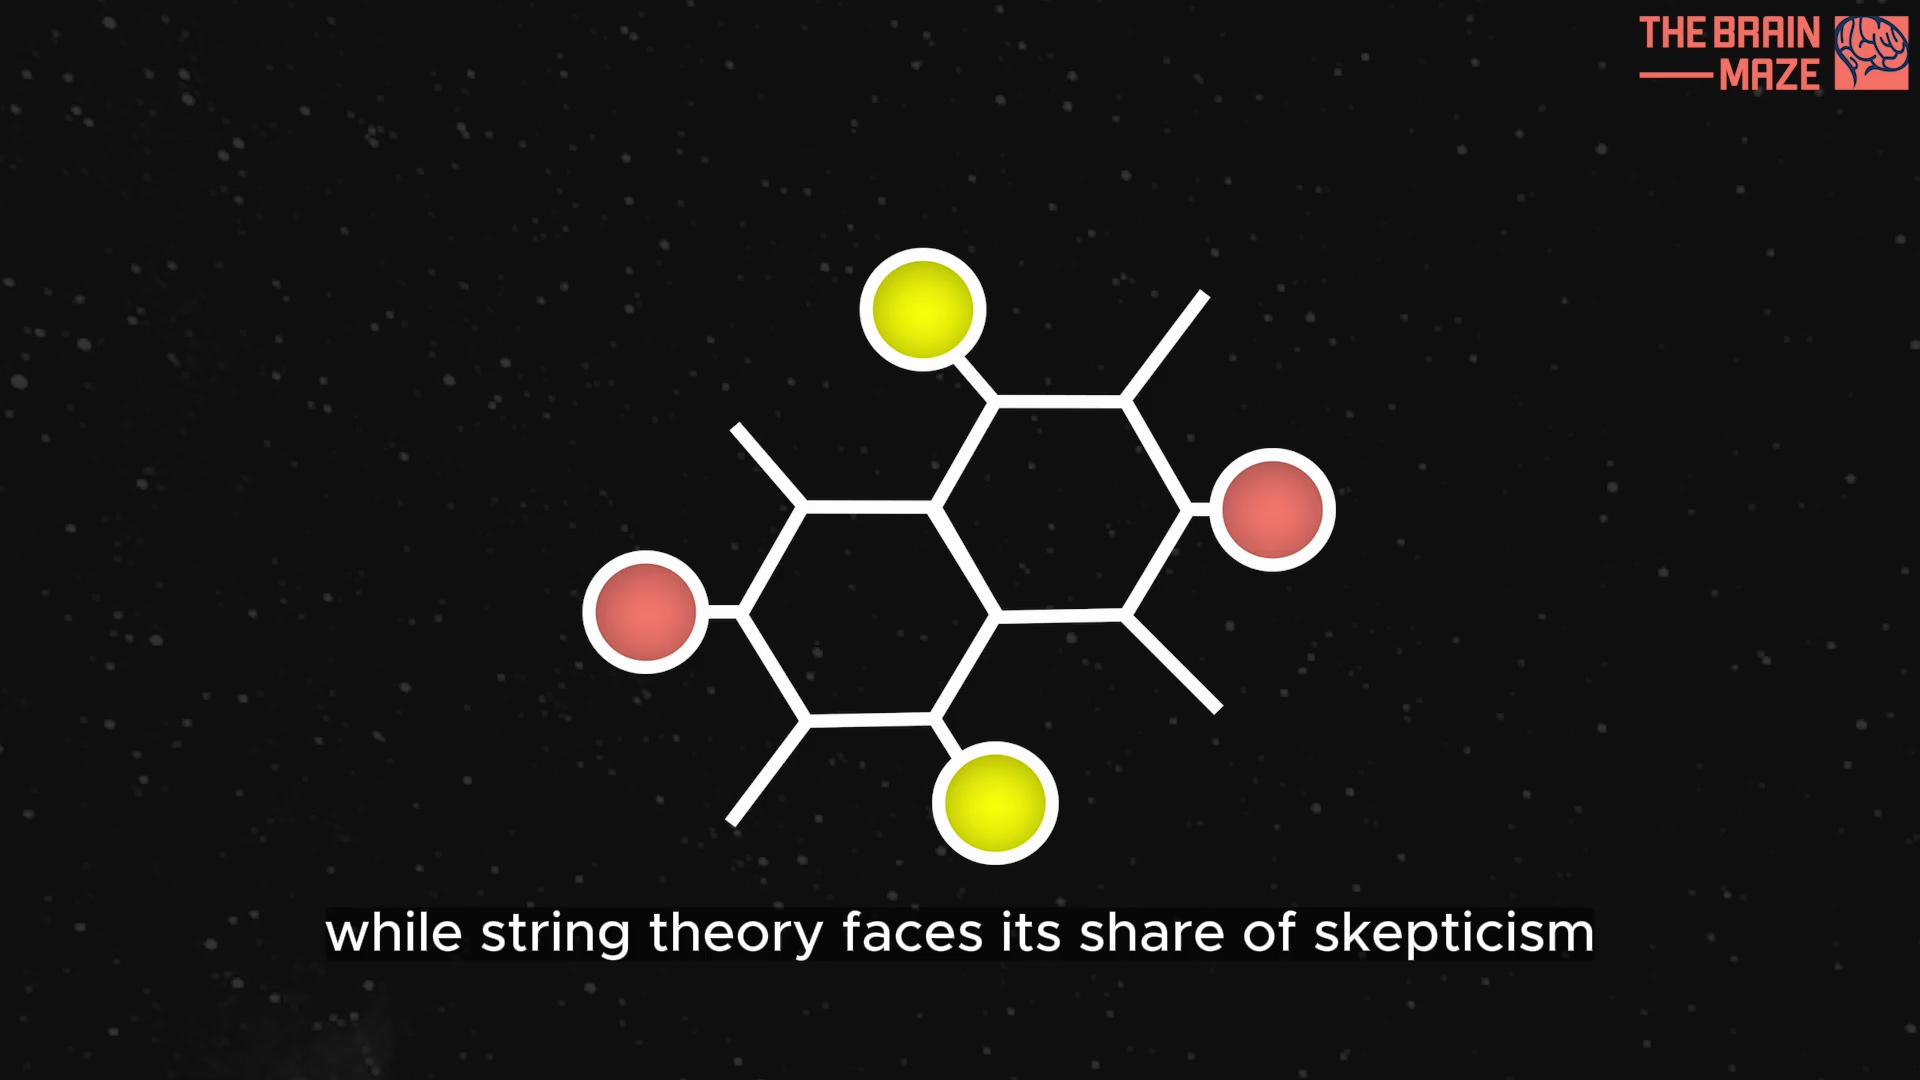 THE BRAIN
MAZE
while string theory faces its share of skepticism